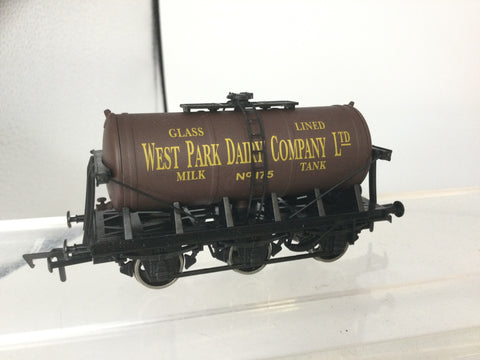 GLASS LINED
WEST PARK DAIRY COMPANY LTD
MILK TANK
No 175